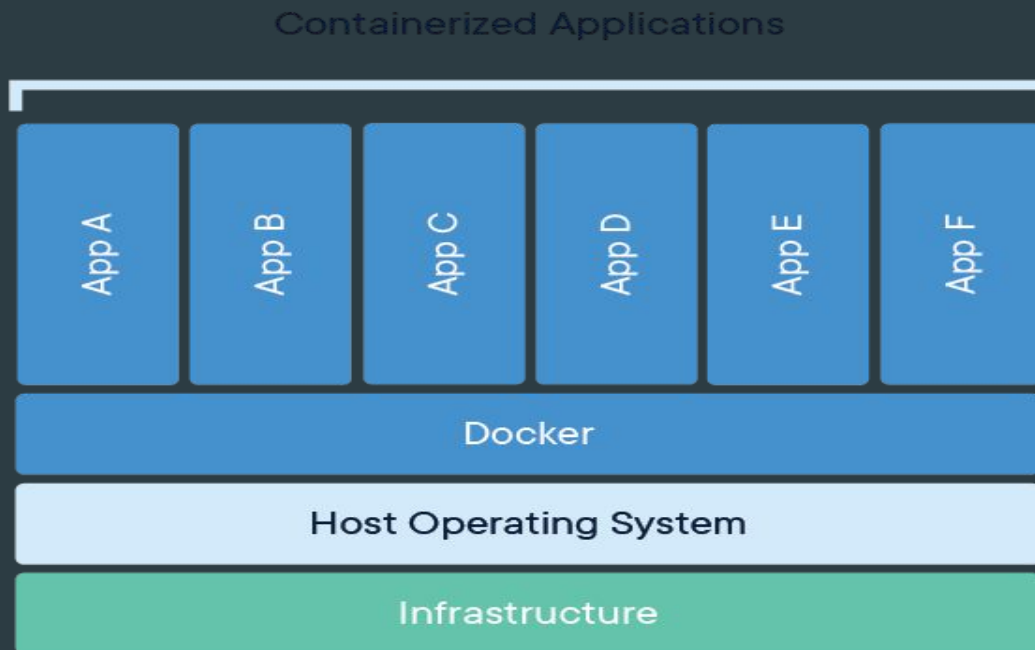 Containerized Applications
App A
App B
App C
App D
App E
App F
Docker
Host Operating System
Infrastructure